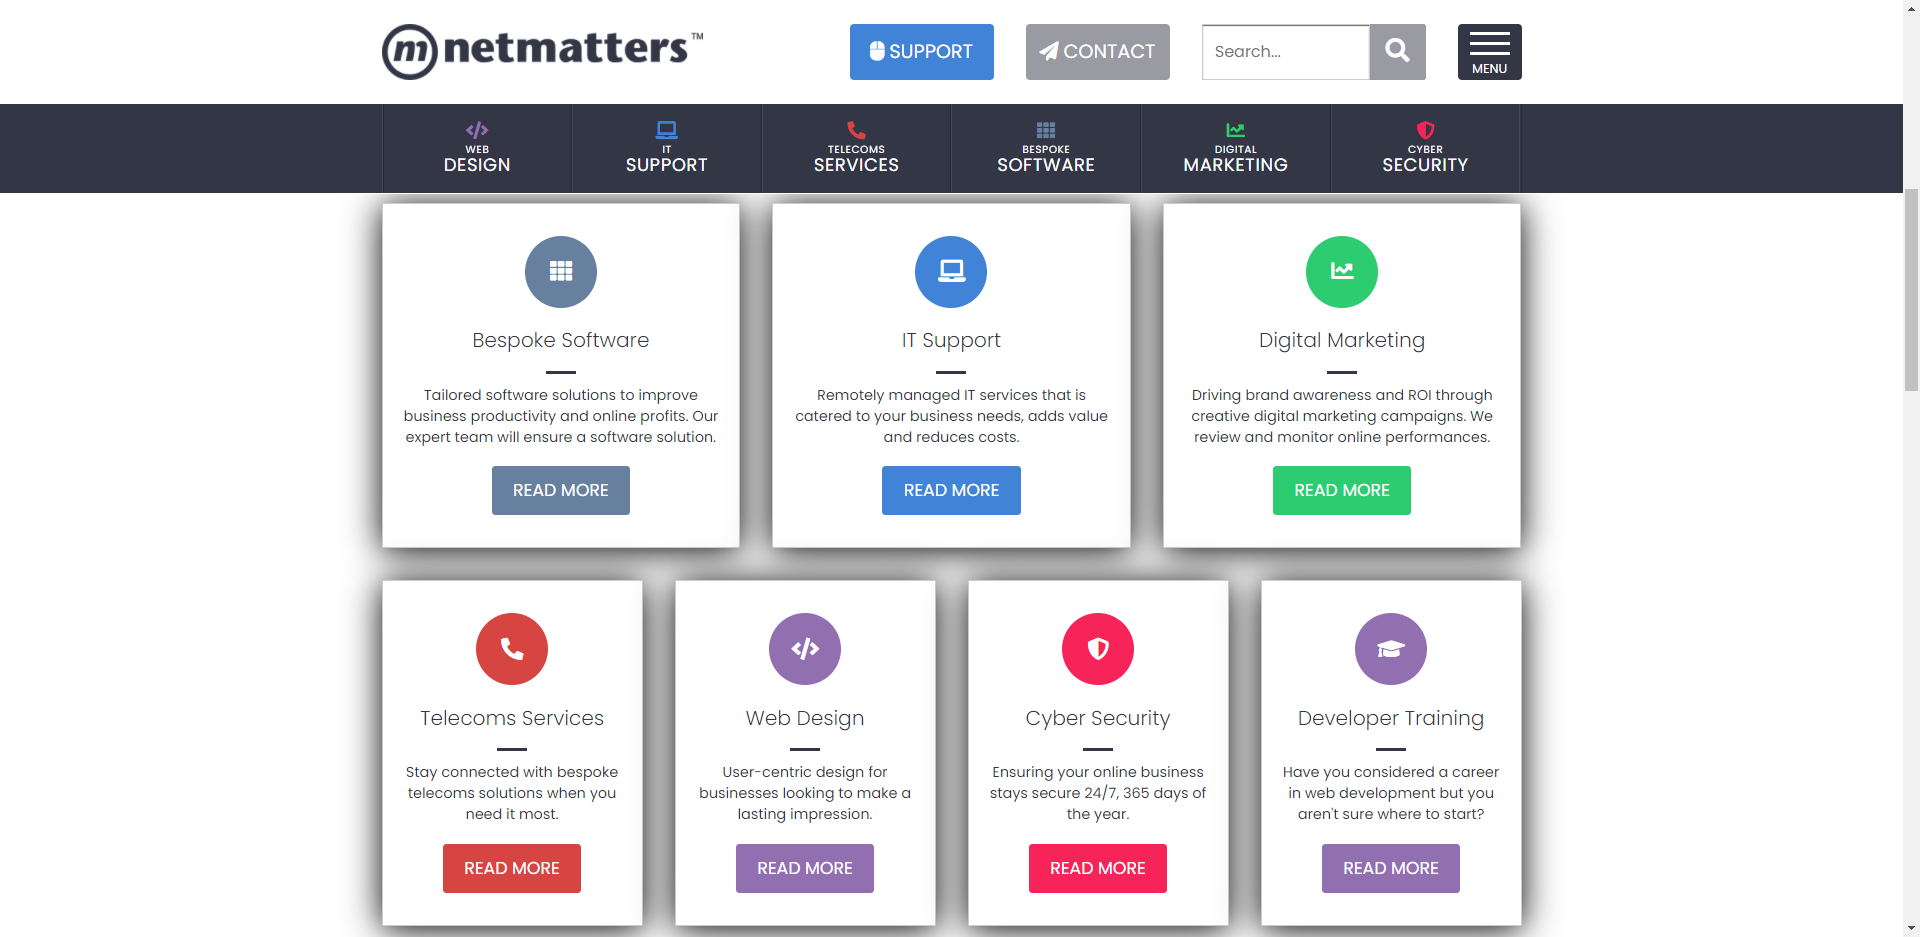 m netmatters™
SUPPORT
CONTACT
Search...
MENU
WEB
DESIGN
IT
SUPPORT
TELECOMS
SERVICES
BESPOKE
SOFTWARE
DIGITAL
MARKETING
CYBER
SECURITY
Bespoke Software
Tailored software solutions to improve
business productivity and online profits. Our
expert team will ensure a software solution.
READ MORE
IT Support
Remotely managed IT services that is
catered to your business needs, adds value
and reduces costs.
READ MORE
Digital Marketing
Driving brand awareness and ROI through
creative digital marketing campaigns. We
review and monitor online performances.
READ MORE
Telecoms Services
Stay connected with bespoke
telecoms solutions when you
need it most.
READ MORE
Web Design
User-centric design for
businesses looking to make a
lasting impression.
READ MORE
Cyber Security
Ensuring your online business
stays secure 24/7, 365 days of
the year.
READ MORE
Developer Training
Have you considered a career
in web development but you
aren't sure where to start?
READ MORE